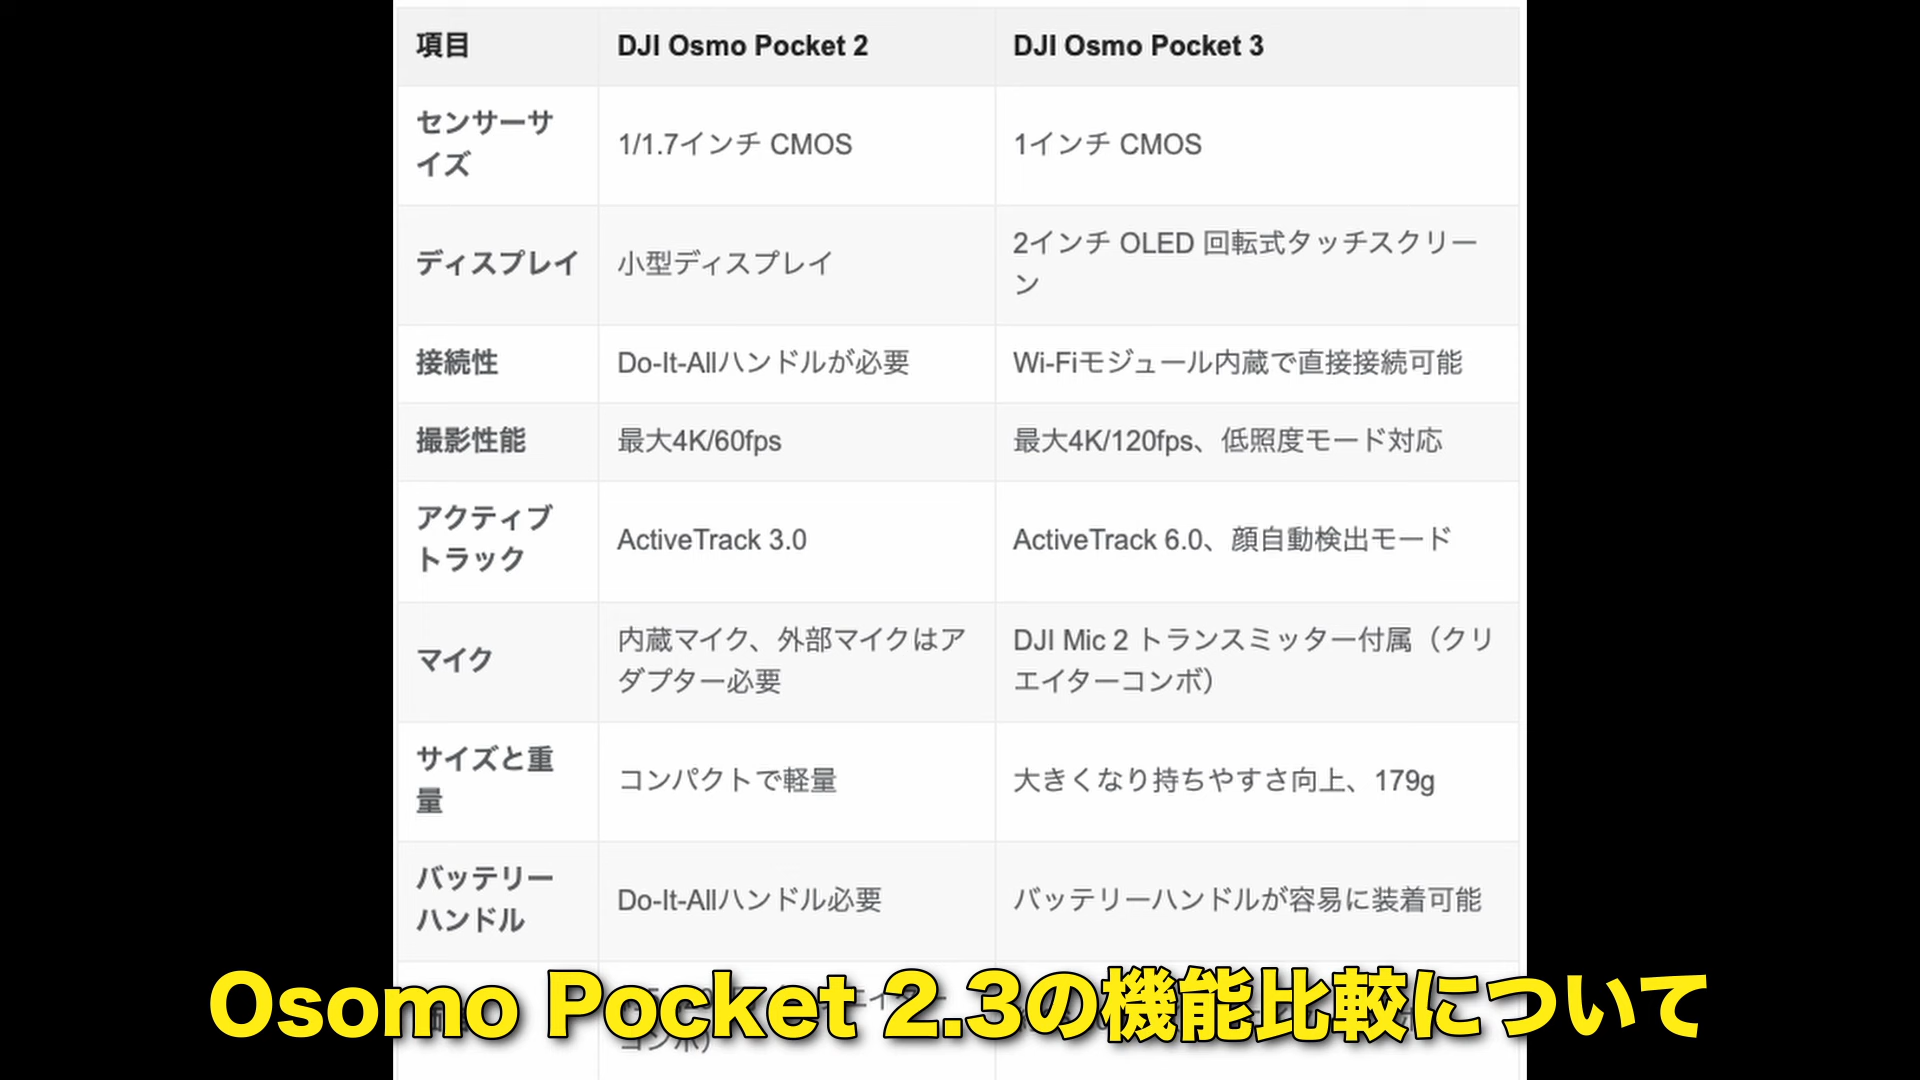 項目 DJI Osmo Pocket 2 DJI Osmo Pocket 3
センサーサ
イズ
1/1.7インチ CMOS
1インチ CMOS
ディスプレイ
小型ディスプレイ
2インチ OLED 回転式タッチスクリー
ン
接続性 Do-It-Allハンドルが必要 Wi-Fiモジュール内蔵で直接接続可能
撮影性能 最大4K/60fps 最大4K/120fps、低照度モード対応
アクティブ
トラック
ActiveTrack 3.0
ActiveTrack 6.0、顔自動検出モード
マイク
内蔵マイク、外部マイクはア
ダプター必要
DJI Mic 2 トランスミッター付属（クリ
エイターコンボ）
サイズと重
量
コンパクトで軽量
大きくなり持ちやすさ向上、179g
バッテリー
ハンドル
Do-It-Allハンドル必要
バッテリーハンドルが容易に装着可能
Osomo Pocket 2.3の機能比較について